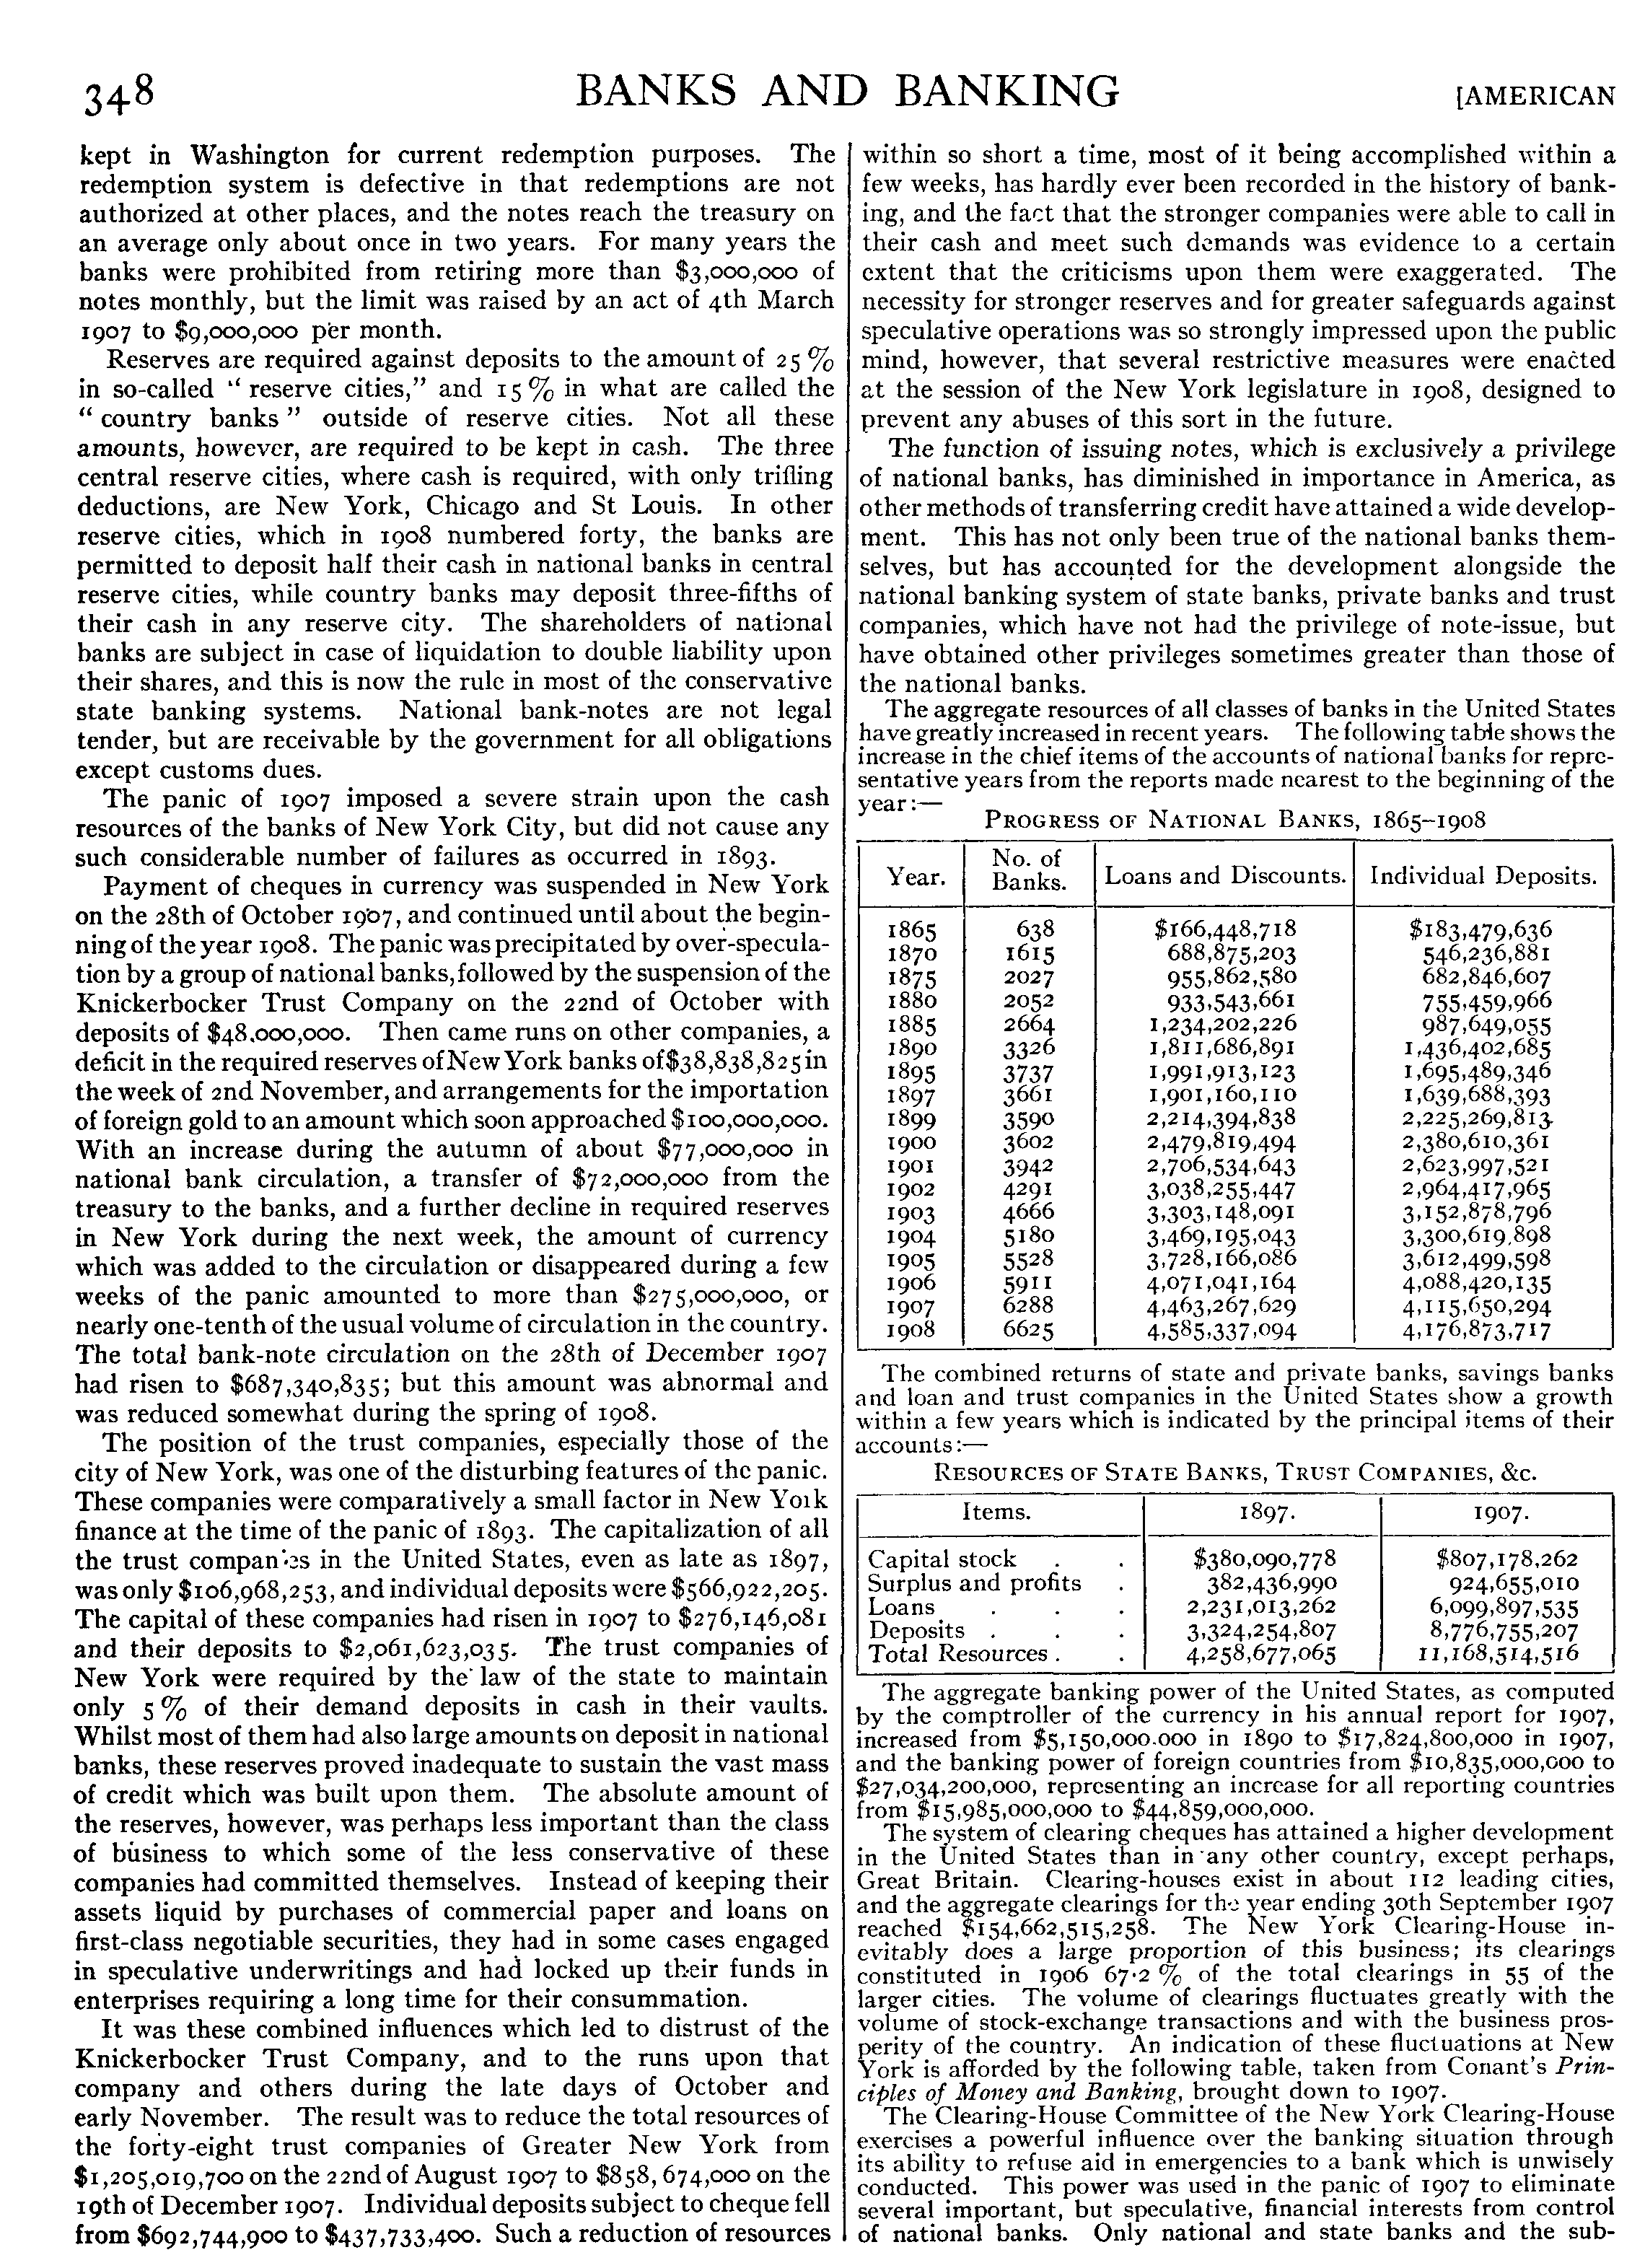 348
BANKS AND BANKING
[AMERICAN
kept in Washington for current redemption purposes. The
redemption system is defective in that redemptions are not
authorized at other places, and the notes reach the treasury on
an average only about once in two years. For many years the
banks were prohibited from retiring more than $3,000,000 of
notes monthly, but the limit was raised by an act of 4th March
1907 to $9,000,000 per month.
Reserves are required against deposits to the amount of 25 %
in so-called “ reserve cities,” and 15 % in what are called the
“ country banks ” outside of reserve cities. Not all these
amounts, however, are required to be kept in cash. The three
central reserve cities, where cash is required, with only trifling
deductions, are New York, Chicago and St Louis. In other
reserve cities, which in 1908 numbered forty, the banks are
permitted to deposit half their cash in national banks in central
reserve cities, while country banks may deposit three-fifths of
their cash in any reserve city. The shareholders of national
banks are subject in case of liquidation to double liability upon
their shares, and this is now the rule in most of the conservative
state banking systems. National bank-notes are not legal
tender, but are receivable by the government for all obligations
except customs dues.
The panic of 1907 imposed a severe strain upon the cash
resources of the banks of New York City, but did not cause any
such considerable number of failures as occurred in 1893.
Payment of cheques in currency was suspended in New York
on the 28th of October 1907, and continued until about the begin-
ning of the year 1908. The panic was precipitated by over-specula-
tion by a group of national banks, followed by the suspension of the
Knickerbocker Trust Company on the 22nd of October with
deposits of $48,000,000. Then came runs on other companies, a
deficit in the required reserves of New York banks of $38,838,825 in
the week of 2nd November, and arrangements for the importation
of foreign gold to an amount which soon approached $100,000,000.
With an increase during the autumn of about $77,000,000 in
national bank circulation, a transfer of $72,000,000 from the
treasury to the banks, and a further decline in required reserves
in New York during the next week, the amount of currency
which was added to the circulation or disappeared during a few
weeks of the panic amounted to more than $275,000,000, or
nearly one-tenth of the usual volume of circulation in the country.
The total bank-note circulation on the 28th of December 1907
had risen to $687,340,835; but this amount was abnormal and
was reduced somewhat during the spring of 1908.
The position of the trust companies, especially those of the
city of New York, was one of the disturbing features of the panic.
These companies were comparatively a small factor in New York
finance at the time of the panic of 1893. The capitalization of all
the trust companies in the United States, even as late as 1897,
was only $106,968,253, and individual deposits were $566,922,205.
The capital of these companies had risen in 1907 to $276,146,081
and their deposits to $2,061,623,035. The trust companies of
New York were required by the law of the state to maintain
only 5 % of their demand deposits in cash in their vaults.
Whilst most of them had also large amounts on deposit in national
banks, these reserves proved inadequate to sustain the vast mass
of credit which was built upon them. The absolute amount of
the reserves, however, was perhaps less important than the class
of business to which some of the less conservative of these
companies had committed themselves. Instead of keeping their
assets liquid by purchases of commercial paper and loans on
first-class negotiable securities, they had in some cases engaged
in speculative underwritings and had locked up their funds in
enterprises requiring a long time for their consummation.
It was these combined influences which led to distrust of the
Knickerbocker Trust Company, and to the runs upon that
company and others during the late days of October and
early November. The result was to reduce the total resources of
the forty-eight trust companies of Greater New York from
$1,205,019,700 on the 22nd of August 1907 to $858,674,000 on the
19th of December 1907. Individual deposits subject to cheque fell
from $692,744,900 to $437,733,400. Such a reduction of resources
within so short a time, most of it being accomplished within a
few weeks, has hardly ever been recorded in the history of bank-
ing, and the fact that the stronger companies were able to call in
their cash and meet such demands was evidence to a certain
extent that the criticisms upon them were exaggerated. The
necessity for stronger reserves and for greater safeguards against
speculative operations was so strongly impressed upon the public
mind, however, that several restrictive measures were enacted
at the session of the New York legislature in 1908, designed to
prevent any abuses of this sort in the future.
The function of issuing notes, which is exclusively a privilege
of national banks, has diminished in importance in America, as
other methods of transferring credit have attained a wide develop-
ment. This has not only been true of the national banks them-
selves, but has accounted for the development alongside the
national banking system of state banks, private banks and trust
companies, which have not had the privilege of note-issue, but
have obtained other privileges sometimes greater than those of
the national banks.
The aggregate resources of all classes of banks in the United States
have greatly increased in recent years. The following table shows the
increase in the chief items of the accounts of national banks for repre-
sentative years from the reports made nearest to the beginning of the
year:—
PROGRESS OF NATIONAL BANKS, 1865–1908
Year. No. of Banks. Loans and Discounts. Individual Deposits.
1865 638 $166,448,718 $183,479,636
1870 1615 688,875,203 546,236,881
1875 2027 955,862,580 682,846,607
1880 2052 933,543,661 755,459,966
1885 2664 1,234,202,226 987,649,055
1890 3326 1,811,686,891 1,436,402,685
1895 3737 1,991,913,123 1,695,489,346
1897 3661 1,901,160,110 1,639,688,393
1899 3590 2,214,394,838 2,225,269,813
1900 3602 2,479,819,494 2,380,610,361
1901 3942 2,706,534,643 2,623,997,521
1902 4291 3,038,255,447 2,964,417,965
1903 4666 3,303,148,091 3,152,878,796
1904 5180 3,469,195,043 3,300,619,898
1905 5528 3,728,166,086 3,612,499,598
1906 5911 4,071,041,164 4,088,420,135
1907 6288 4,463,267,629 4,115,650,294
1908 6625 4,585,337,094 4,176,873,717
The combined returns of state and private banks, savings banks
and loan and trust companies in the United States show a growth
within a few years which is indicated by the principal items of their
accounts:—
RESOURCES OF STATE BANKS, TRUST COMPANIES, &c.
Items. 1897. 1907.
Capital stock . . $380,090,778 $807,178,262
Surplus and profits . 382,436,990 924,655,010
Loans . . . 2,231,013,262 6,099,897,535
Deposits . . . 3,324,254,807 8,776,755,207
Total Resources . . 4,258,677,065 11,168,514,516
The aggregate banking power of the United States, as computed
by the comptroller of the currency in his annual report for 1907,
increased from $5,150,000,000 in 1890 to $17,824,800,000 in 1907,
and the banking power of foreign countries from $10,835,000,000 to
$27,034,200,000, representing an increase for all reporting countries
from $15,985,000,000 to $44,859,000,000.
The system of clearing cheques has attained a higher development
in the United States than in any other country, except perhaps,
Great Britain. Clearing-houses exist in about 112 leading cities,
and the aggregate clearings for the year ending 30th September 1907
reached $154,662,515,258. The New York Clearing-House in-
evitably does a large proportion of this business; its clearings
constituted in 1906 67·2 % of the total clearings in 55 of the
larger cities. The volume of clearings fluctuates greatly with the
volume of stock-exchange transactions and with the business pros-
perity of the country. An indication of these fluctuations at New
York is afforded by the following table, taken from Conant’s Prin-
ciples of Money and Banking, brought down to 1907.
The Clearing-House Committee of the New York Clearing-House
exercises a powerful influence over the banking situation through
its ability to refuse aid in emergencies to a bank which is unwisely
conducted. This power was used in the panic of 1907 to eliminate
several important, but speculative, financial interests from control
of national banks. Only national and state banks and the sub-